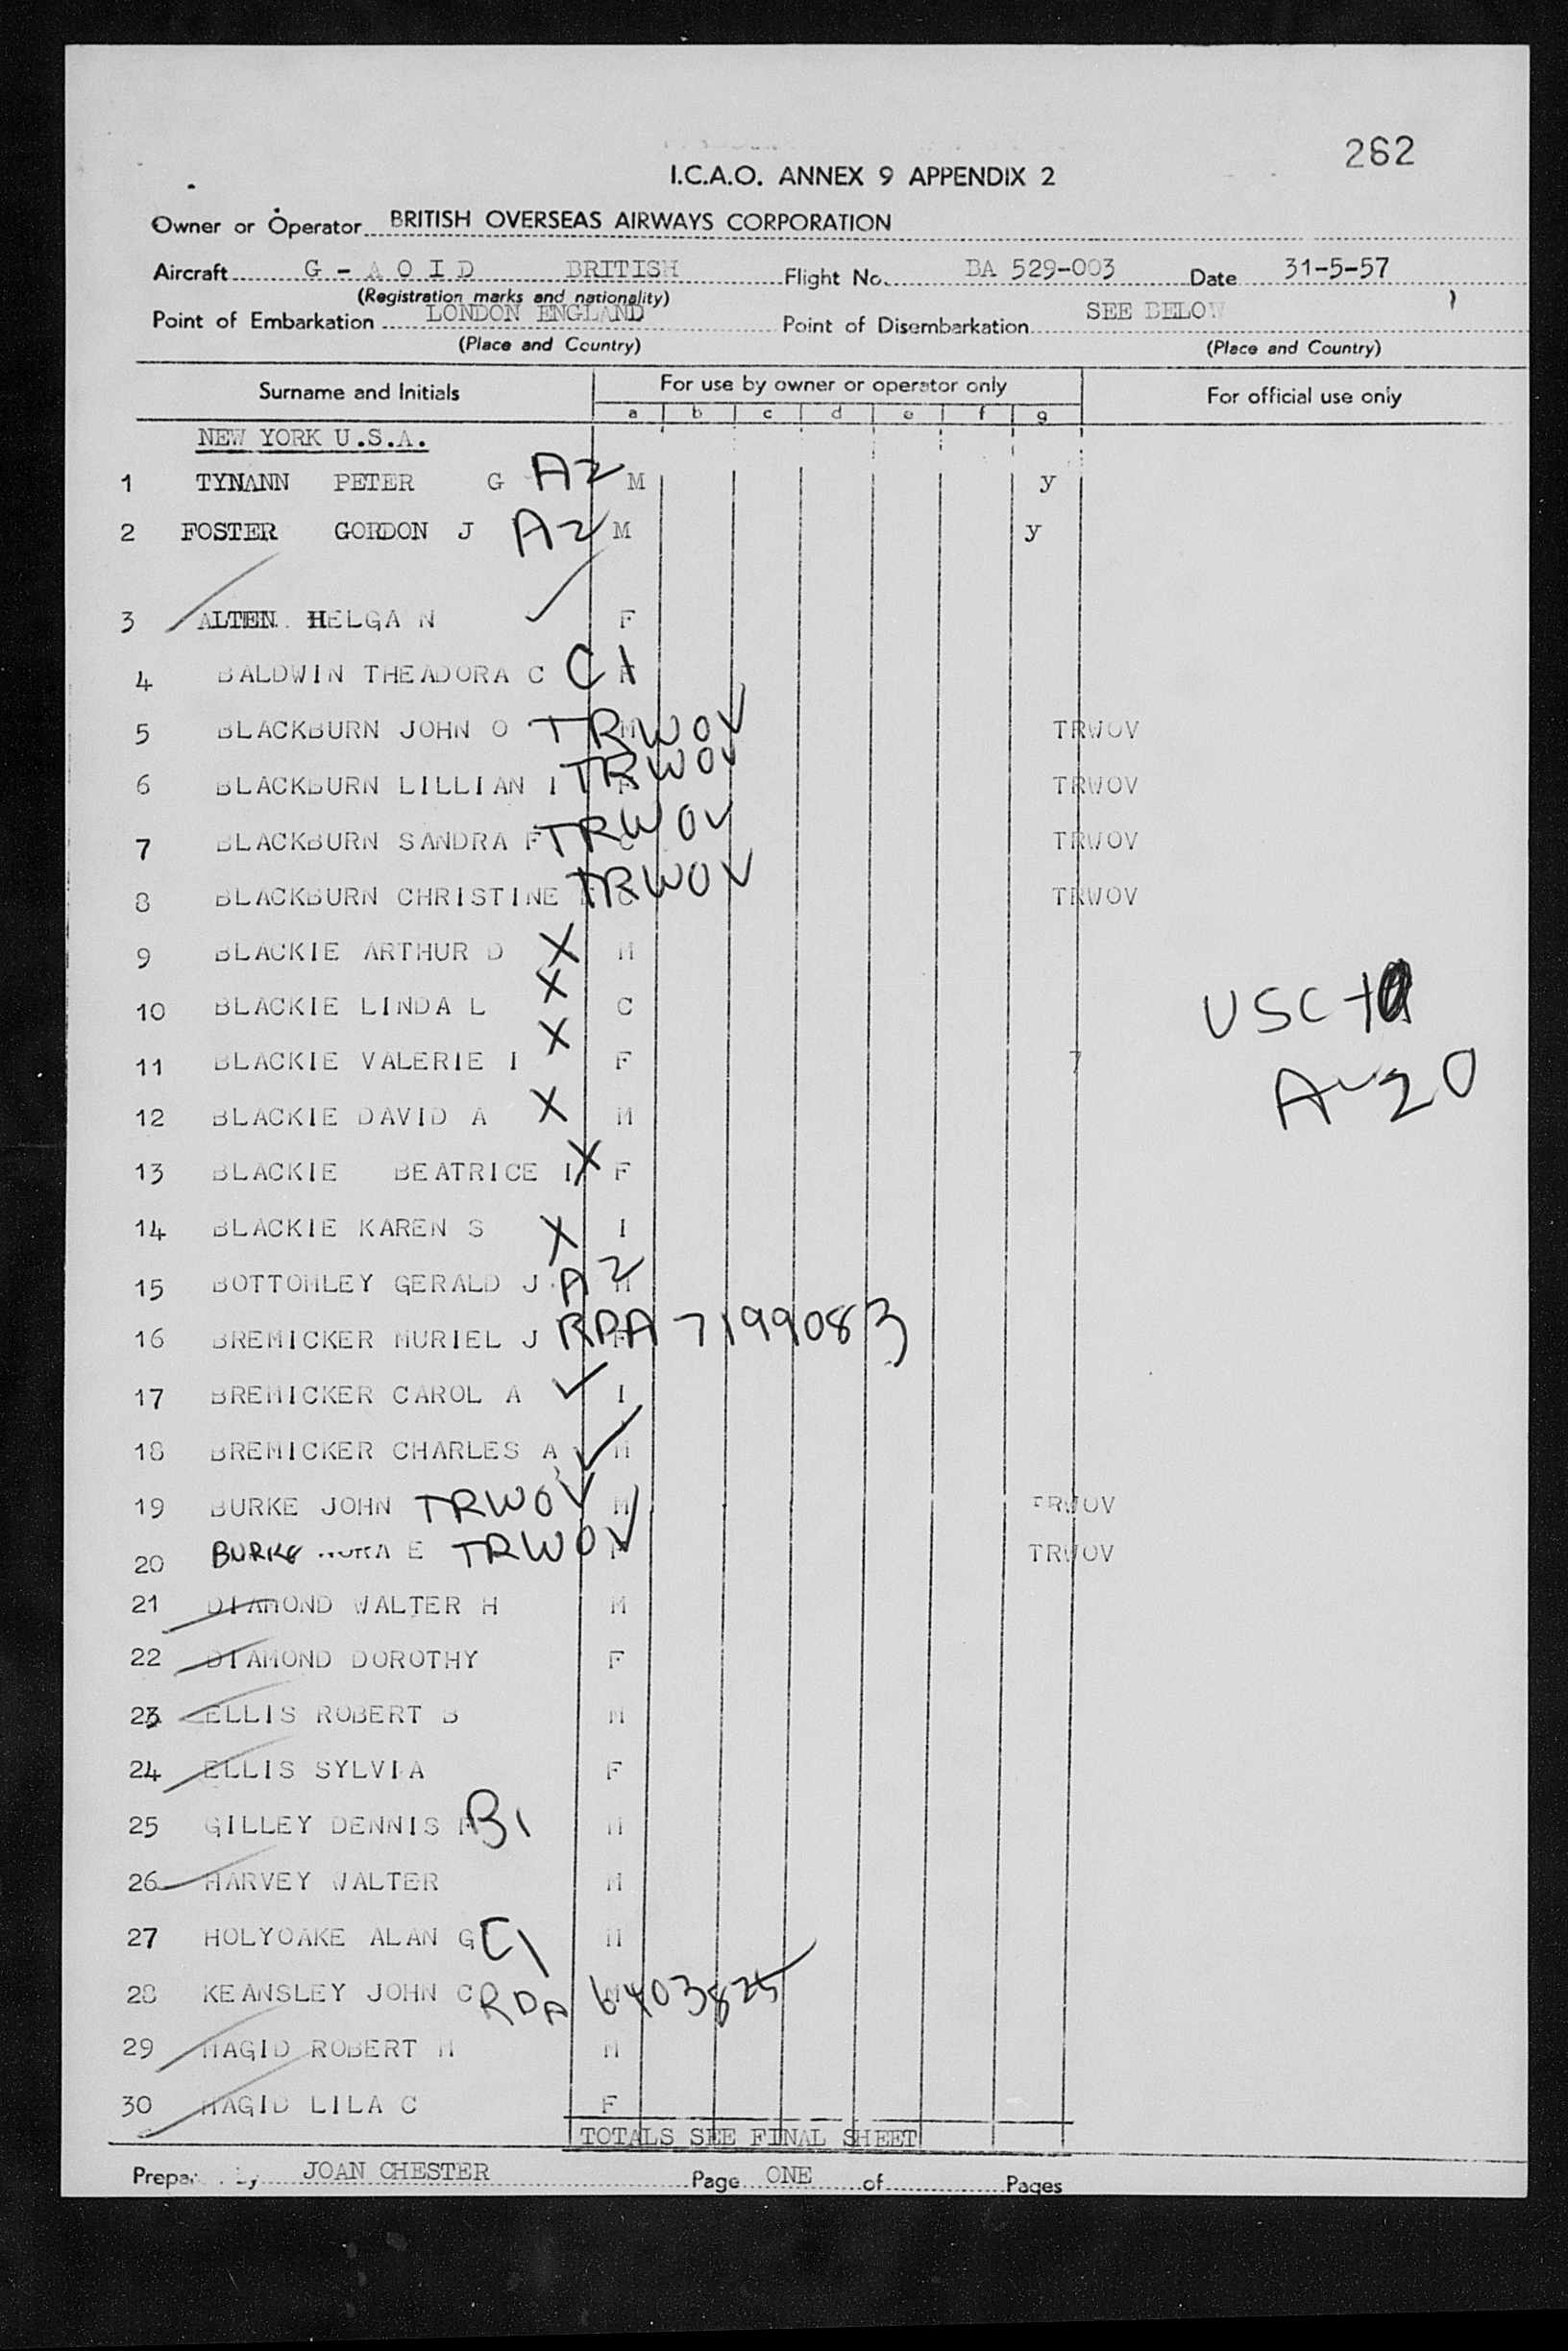 262
I.C.A.O. ANNEX 9 APPENDIX 2
Owner or Operator BRITISH OVERSEAS AIRWAYS CORPORATION
Aircraft G - A O I D BRITISH Flight No. BA 529-003 Date 31-5-57
(Registration marks and nationality)
Point of Embarkation LONDON ENGLAND Point of Disembarkation SEE BELOW
(Place and Country) (Place and Country)
Surname and Initials For use by owner or operator only For official use only
a b c d e f g
NEW YORK U.S.A.
1 TYNANN PETER G A2 M y
2 FOSTER GORDON J A2 M y
3 ALTEN HELGA N ✓ F
4 BALDWIN THEADORA C C1
5 BLACKBURN JOHN O TRWOV M TRWOV
6 BLACKBURN LILLIAN I TRWOV TRWOV
7 BLACKBURN SANDRA F TRWOV C TRWOV
8 BLACKBURN CHRISTINE TRWOV C TRWOV
9 BLACKIE ARTHUR D X M
10 BLACKIE LINDA L X C USC
11 BLACKIE VALERIE I X F 7
12 BLACKIE DAVID A X M A-20
13 BLACKIE BEATRICE I X F
14 BLACKIE KAREN S X I
15 BOTTOMLEY GERALD J A2 M
16 BREMICKER MURIEL J RPA F 7199083
17 BREMICKER CAROL A ✓ I
18 BREMICKER CHARLES A ✓ M
19 BURKE JOHN TRWOV M TRWOV
20 BURKE E TRWOV TRWOV
21 DIAMOND WALTER H M
22 DIAMOND DOROTHY F
23 ELLIS ROBERT B M
24 ELLIS SYLVIA F
25 GILLEY DENNIS B1 M
26 HARVEY WALTER M
27 HOLYOAKE ALAN G C1 M
28 KEANSLEY JOHN C RDA M 6403825
29 MAGID ROBERT M M
30 MAGID LILA C F
TOTALS SEE FINAL SHEET
JOAN CHESTER Page ONE of Pages